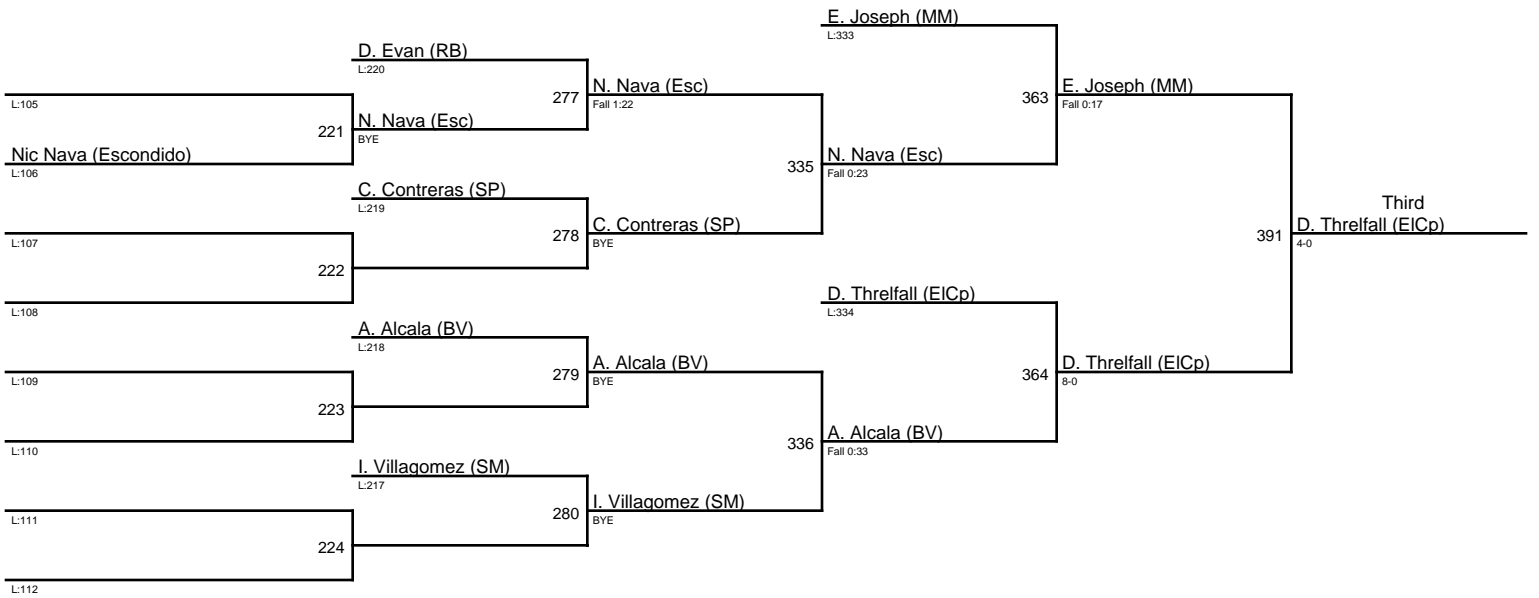 E. Joseph (MM)
L:333
D. Evan (RB)
L:220
277
N. Nava (Esc)
Fall 1:22
363
E. Joseph (MM)
Fall 0:17
L:105
221
N. Nava (Esc)
BYE
Nic Nava (Escondido)
L:106
335
N. Nava (Esc)
Fall 0:23
C. Contreras (SP)
L:219
Third
L:107
278
C. Contreras (SP)
BYE
391
D. Threlfall (ElCp)
4-0
222
L:108
D. Threlfall (ElCp)
L:334
A. Alcala (BV)
L:218
L:109
279
A. Alcala (BV)
BYE
364
D. Threlfall (ElCp)
8-0
223
L:110
336
A. Alcala (BV)
Fall 0:33
I. Villagomez (SM)
L:217
L:111
280
I. Villagomez (SM)
BYE
224
L:112